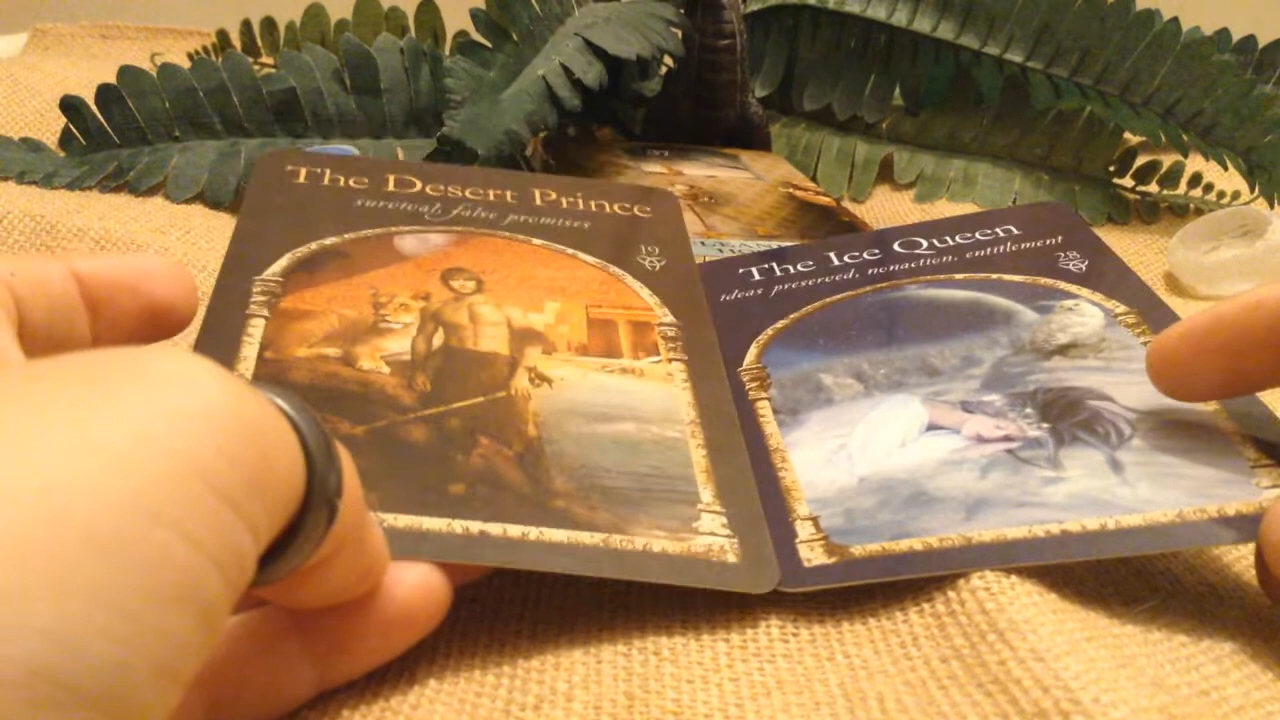 The Desert Prince
survival, false promises
19
The Ice Queen
ideas preserved, nonaction, entitlement
28